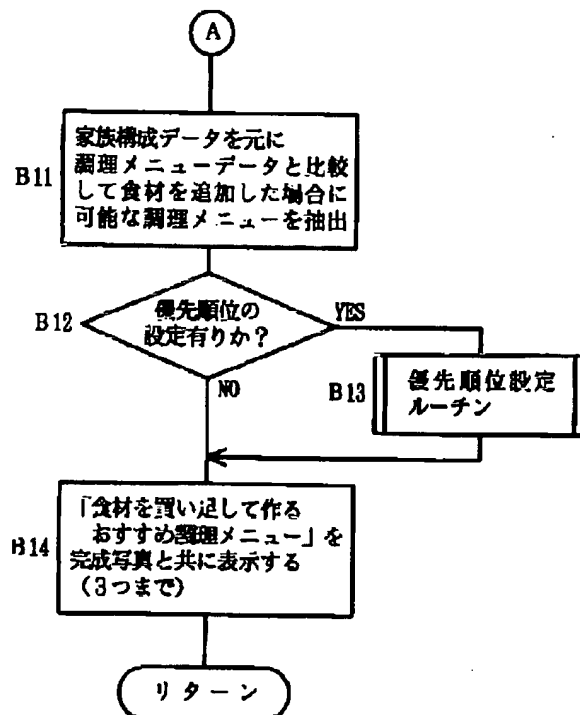 A
B11
家族構成データを元に
調理メニューデータと比較
して食材を追加した場合に
可能な調理メニューを抽出
B12
優先順位の
設定有りか?
YES
NO
B13
優先順位設定
ルーチン
B14
「食材を買い足して作る
おすすめ調理メニュー」を
完成写真と共に表示する
(3つまで)
リターン